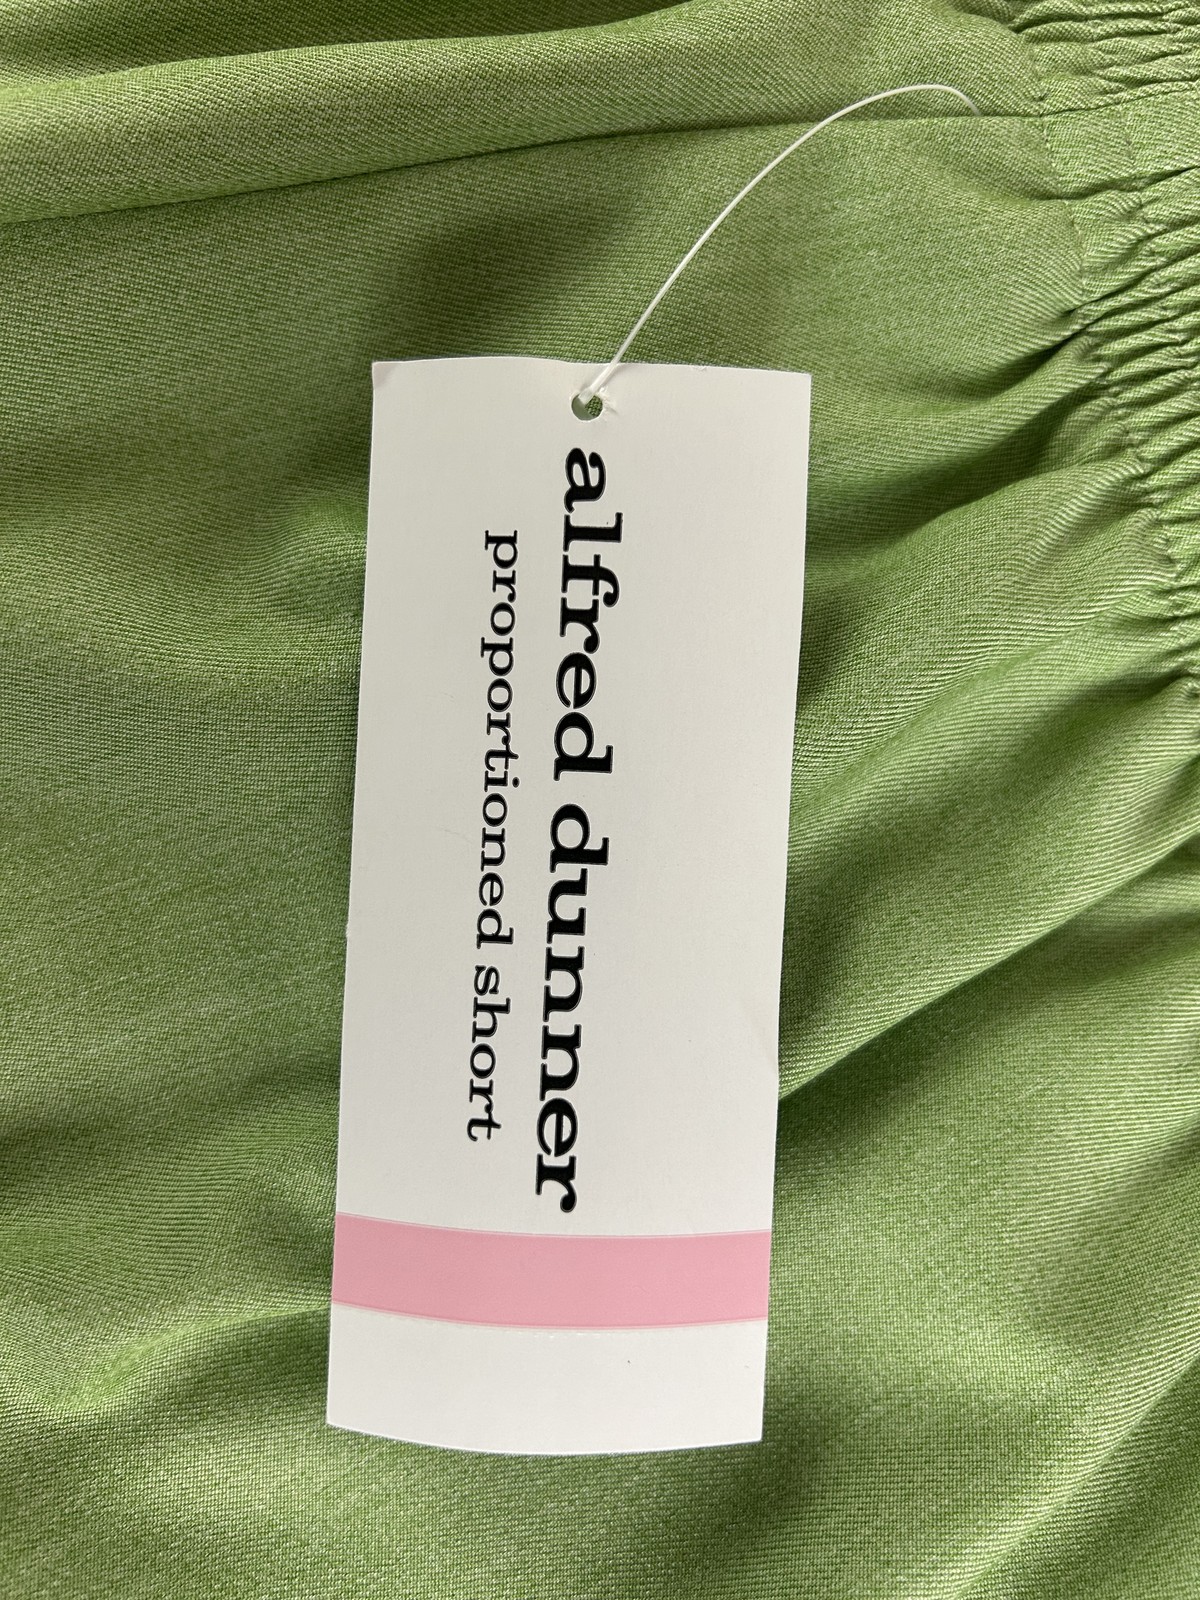 alfred dunner
proportioned short